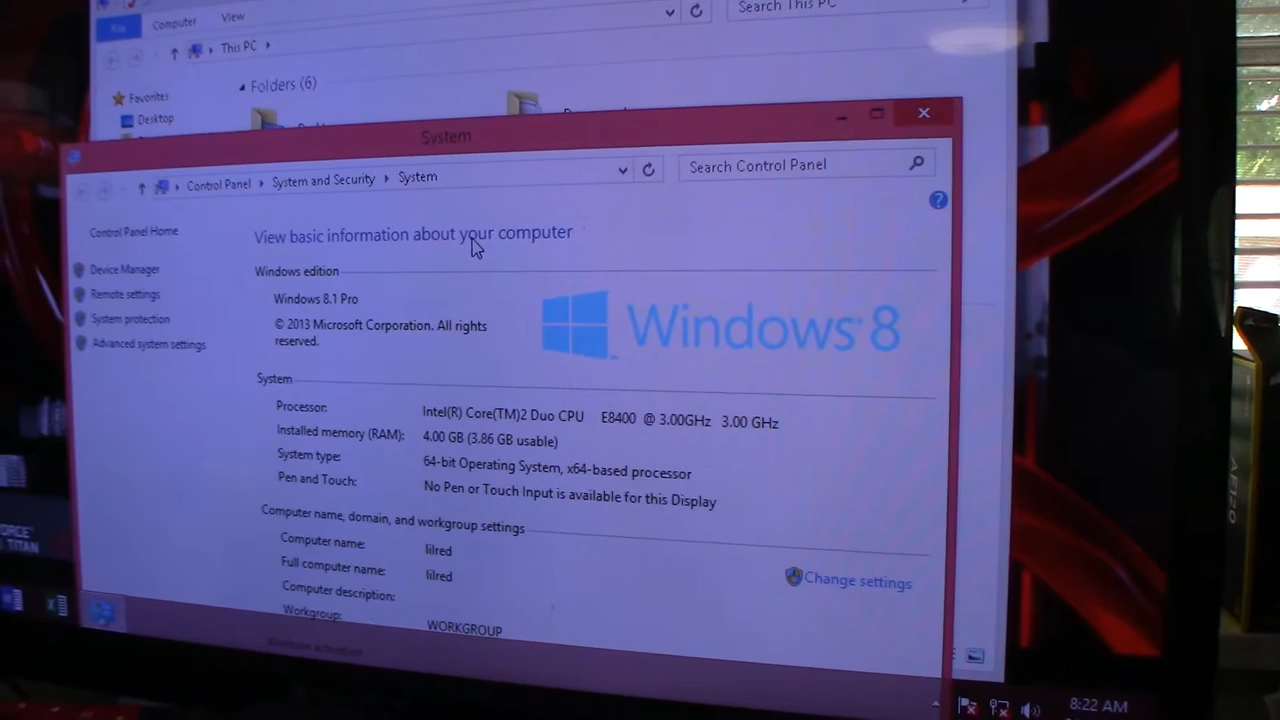 File Computer View
Search This PC
This PC
Folders (6)
Favorites
Desktop
System
Control Panel System and Security System
Search Control Panel
Control Panel Home
Device Manager
Remote settings
System protection
Advanced system settings
View basic information about your computer
Windows edition
Windows 8.1 Pro
© 2013 Microsoft Corporation. All rights
reserved.
Windows 8
System
Processor: Intel(R) Core(TM)2 Duo CPU E8400 @ 3.00GHz 3.00 GHz
Installed memory (RAM): 4.00 GB (3.86 GB usable)
System type: 64-bit Operating System, x64-based processor
Pen and Touch: No Pen or Touch Input is available for this Display
Computer name, domain, and workgroup settings
Computer name: lilred
Full computer name: lilred
Computer description:
Workgroup: WORKGROUP
Change settings
Windows activation
TITAN
8:22 AM